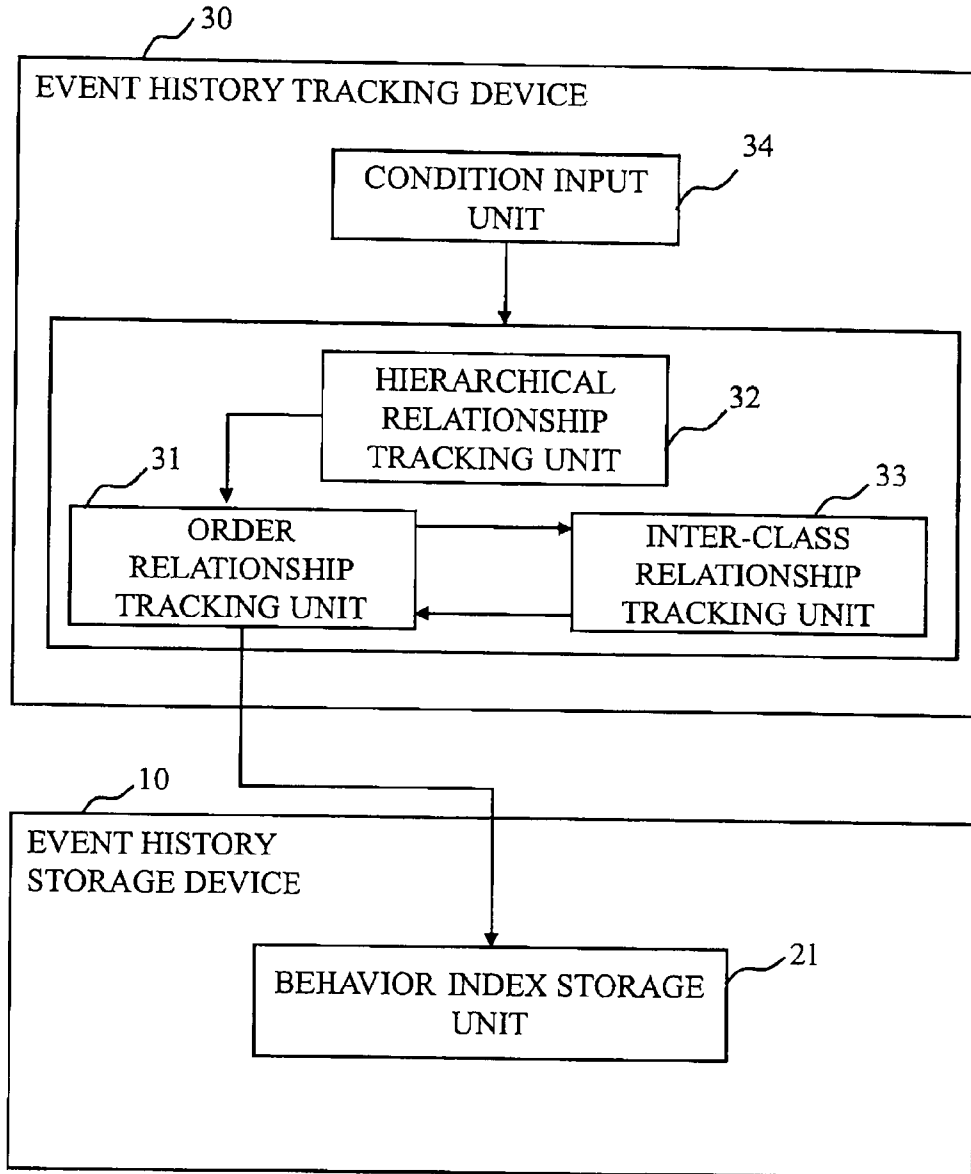 30
EVENT HISTORY TRACKING DEVICE
34
CONDITION INPUT
UNIT
HIERARCHICAL
RELATIONSHIP
TRACKING UNIT
32
31
33
ORDER
RELATIONSHIP
TRACKING UNIT
INTER-CLASS
RELATIONSHIP
TRACKING UNIT
10
EVENT HISTORY
STORAGE DEVICE
21
BEHAVIOR INDEX STORAGE
UNIT